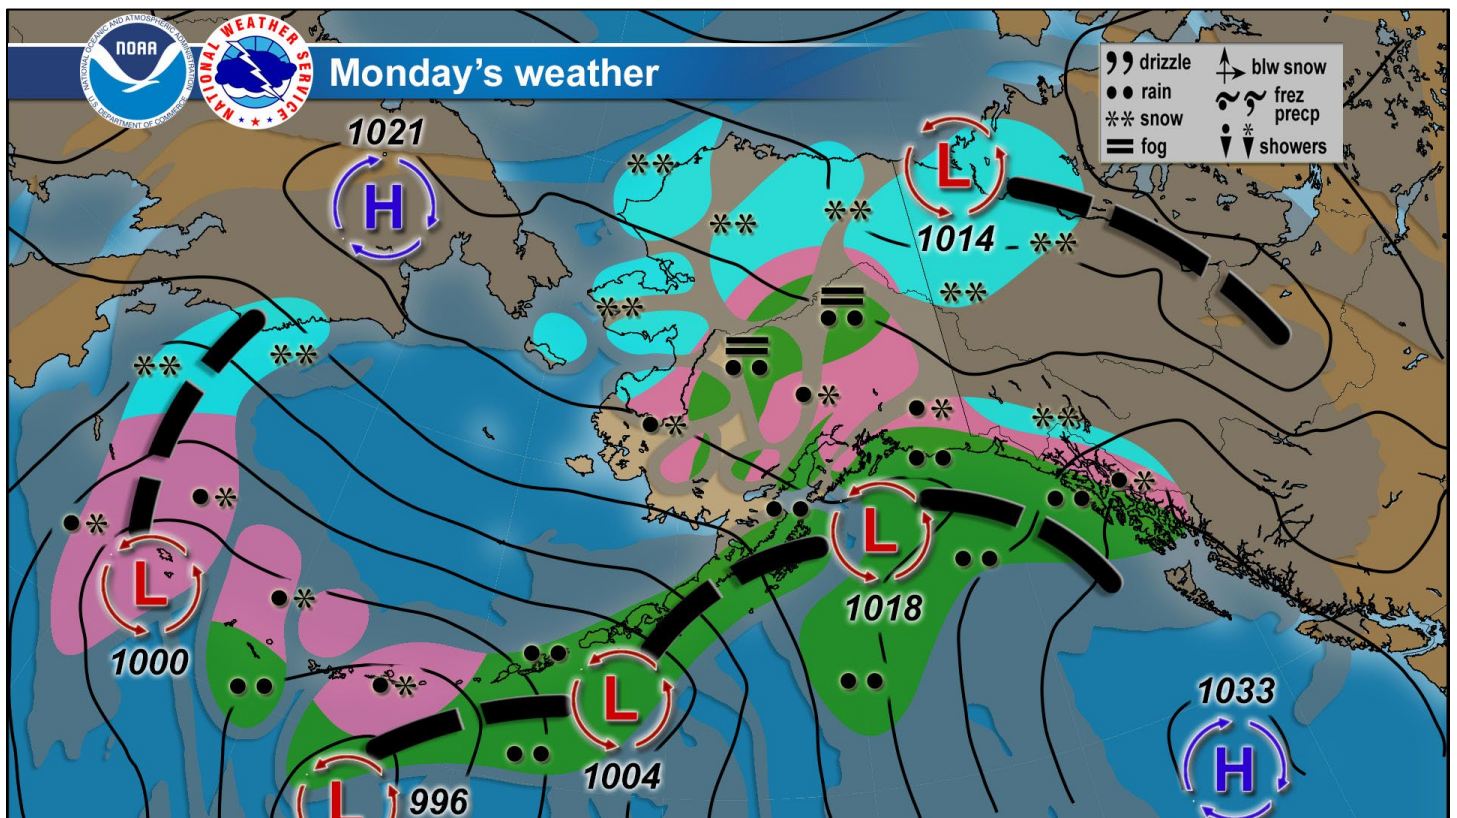 NATIONAL OCEANIC AND ATMOSPHERIC ADMINISTRATION
NOAA
U.S. DEPARTMENT OF COMMERCE
NATIONAL WEATHER SERVICE
Monday's weather
drizzle
rain
snow
fog
blw snow
frez
precp
showers
1021
H
L
1014
L
1000
L
1018
L
1004
L
996
1033
H